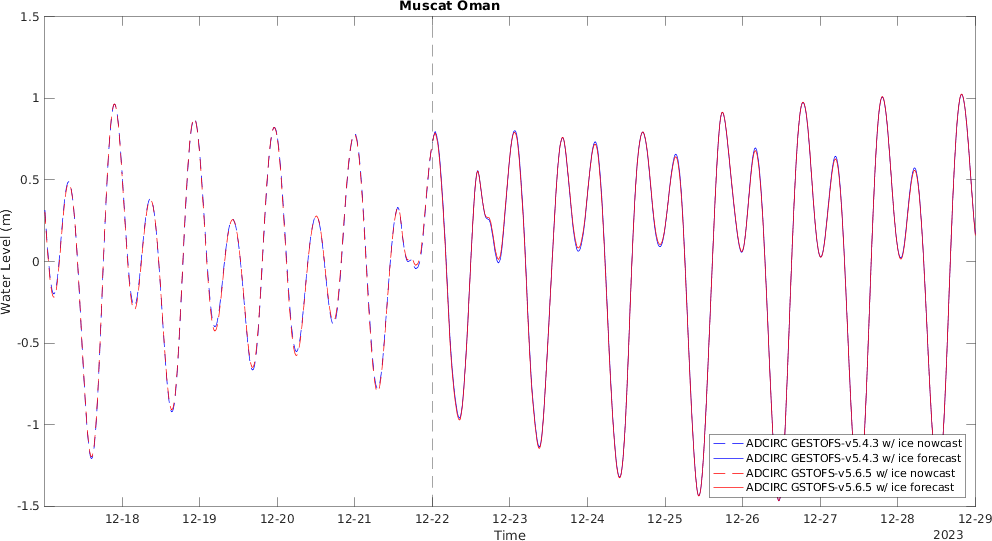 Muscat Oman
1.5
1
0.5
0
-0.5
-1
-1.5
Water Level (m)
12-18 12-19 12-20 12-21 12-22 12-23 12-24 12-25 12-26 12-27 12-28 12-29
Time
2023
ADCIRC GESTOFS-v5.4.3 w/ ice nowcast
ADCIRC GESTOFS-v5.4.3 w/ ice forecast
ADCIRC GSTOFS-v5.6.5 w/ ice nowcast
ADCIRC GSTOFS-v5.6.5 w/ ice forecast